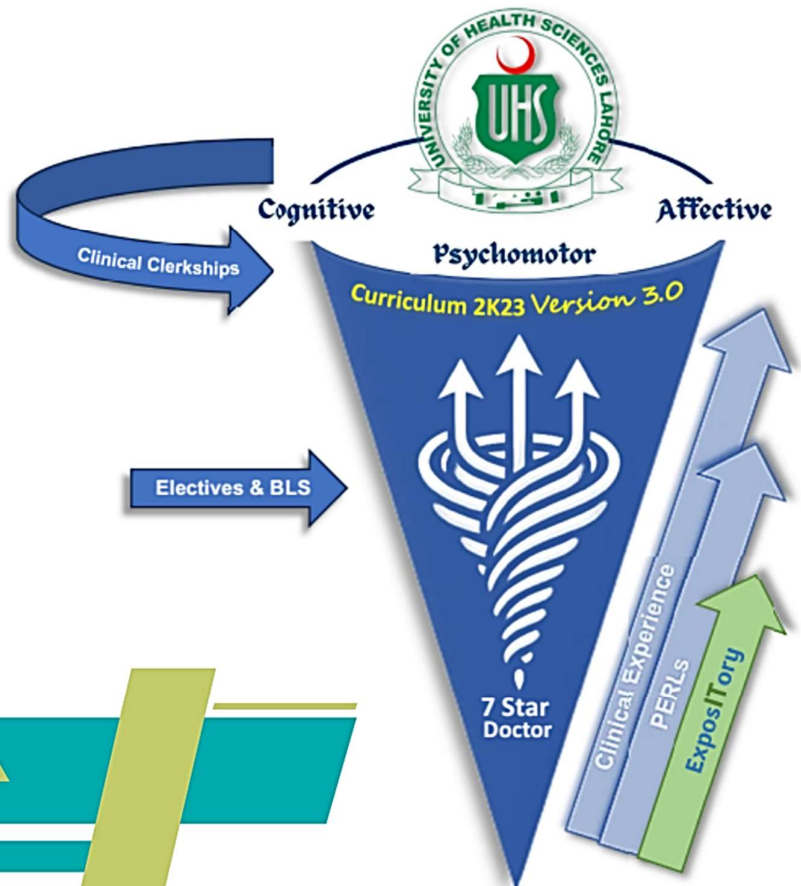 UNIVERSITY OF HEALTH SCIENCES LAHORE
UHS
Cognitive
Affective
Psychomotor
Clinical Clerkships
Curriculum 2K23 Version 3.0
Electives & BLS
7 Star
Doctor
Clinical Experience
PERLs
ExposITory